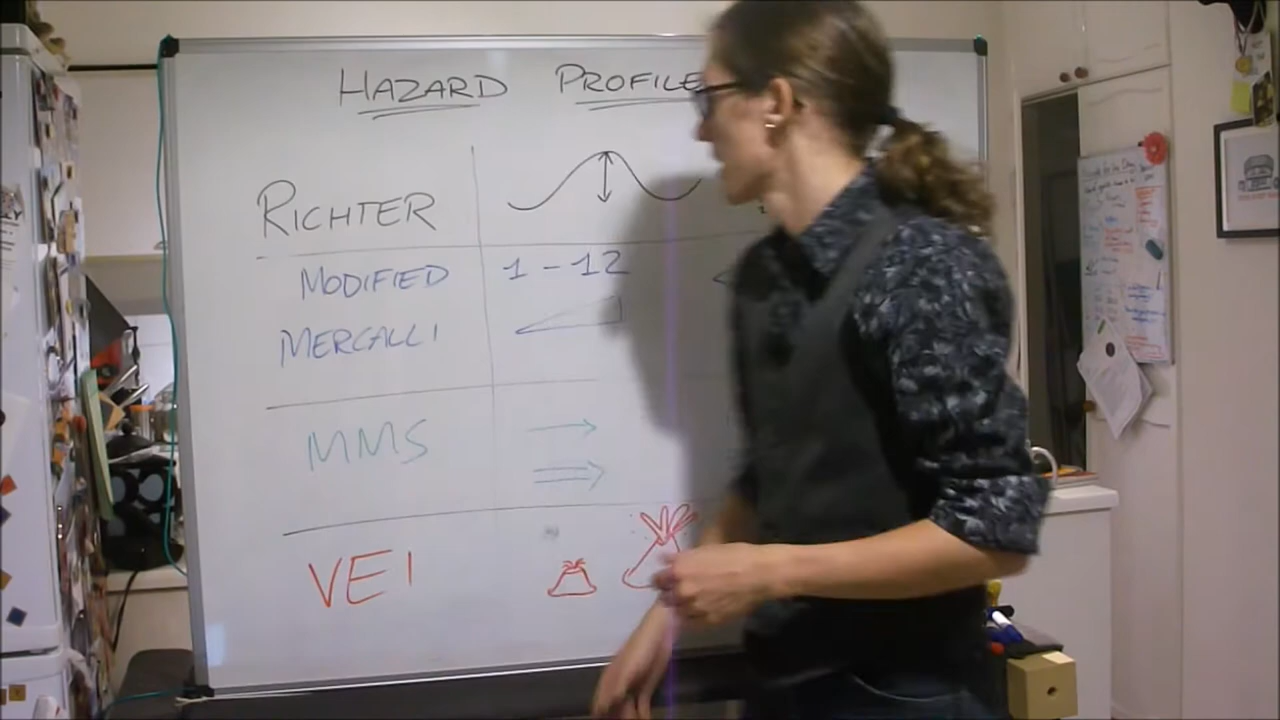 HAZARD PROFILE
RICHTER
MODIFIED 1-12
MERCALLI
MMS
VEI